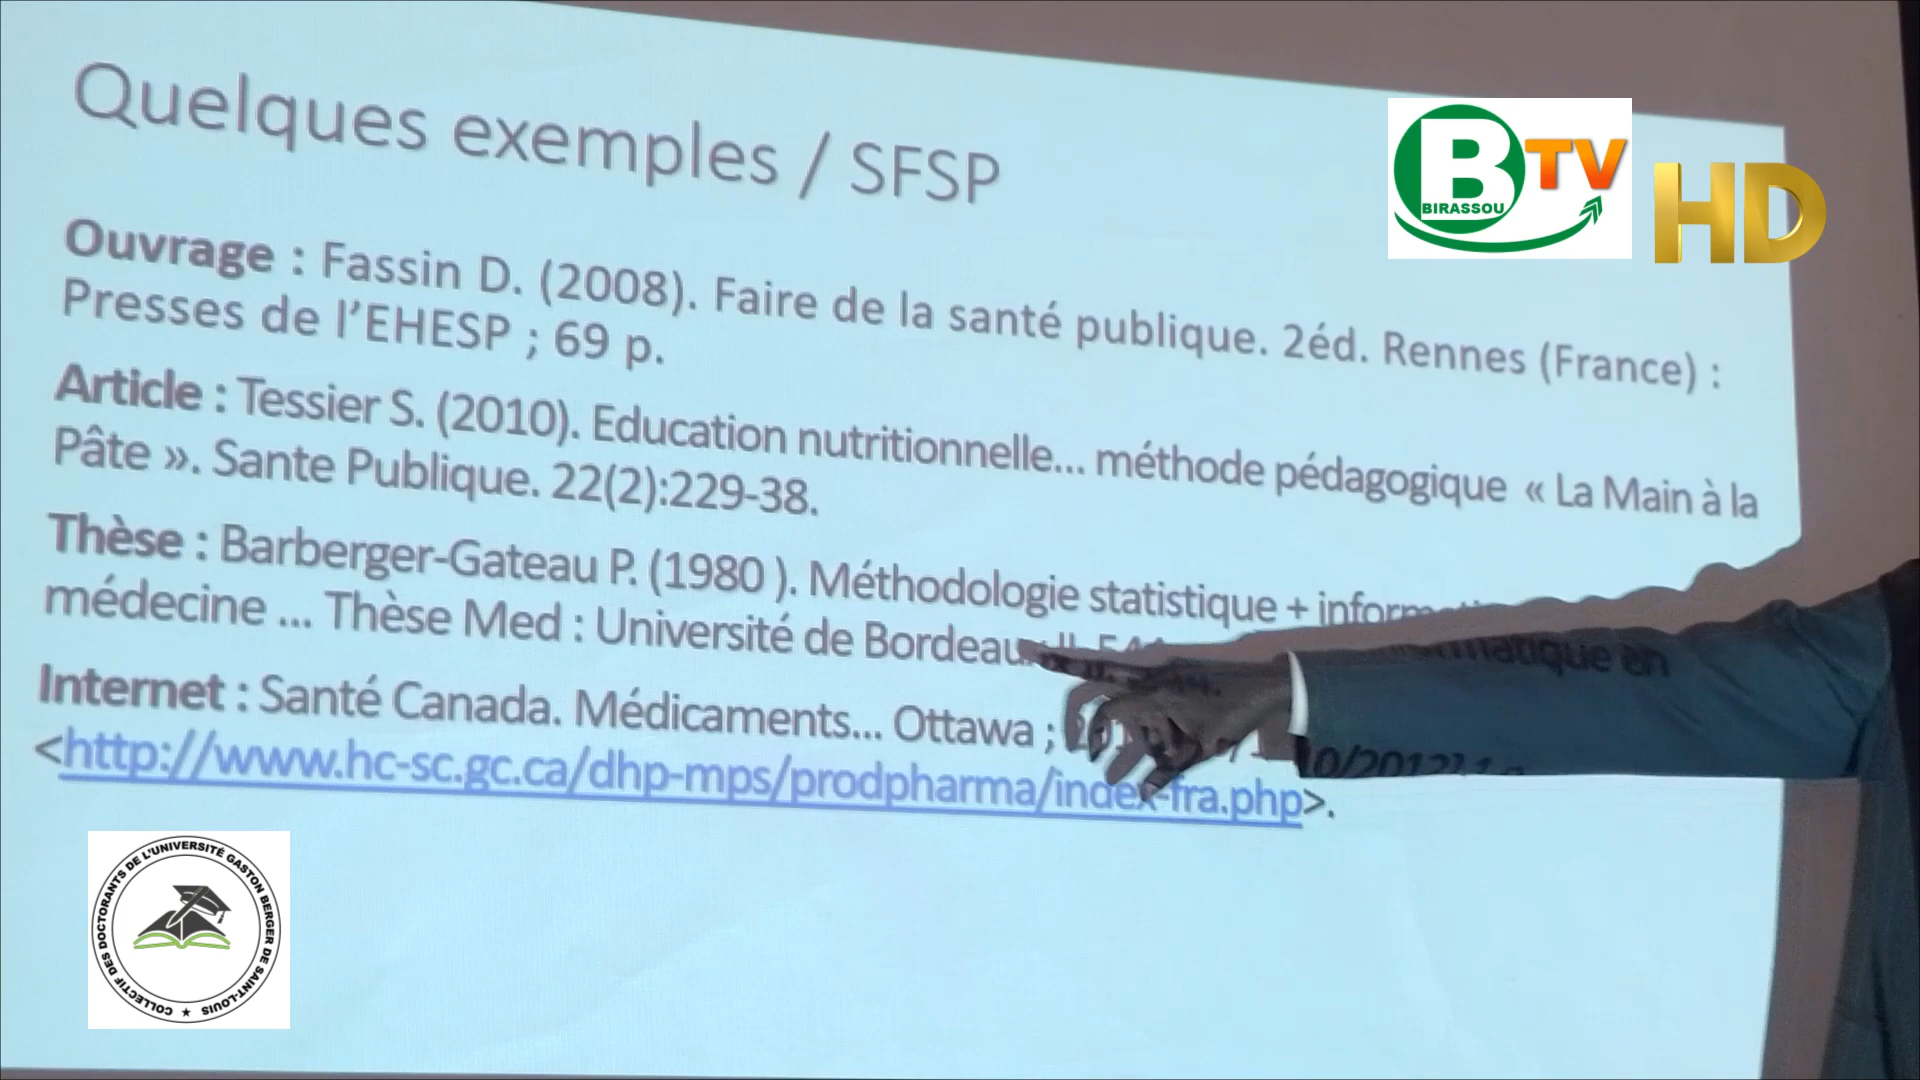 Quelques exemples / SFSP
BTV HD
BIRASSOU
Ouvrage : Fassin D. (2008). Faire de la santé publique. 2éd. Rennes (France) :
Presses de l'EHESP ; 69 p.
Article : Tessier S. (2010). Education nutritionnelle... méthode pédagogique « La Main à la
Pâte ». Sante Publique. 22(2):229-38.
Thèse : Barberger-Gateau P. (1980 ). Méthodologie statistique + informatique en
médecine ... Thèse Med : Université de Bordeaux
Internet : Santé Canada. Médicaments... Ottawa ;
<http://www.hc-sc.gc.ca/dhp-mps/prodpharma/index-fra.php>.
COLLECTIF DES DOCTORANTS DE L'UNIVERSITÉ GASTON BERGER DE SAINT-LOUIS ★